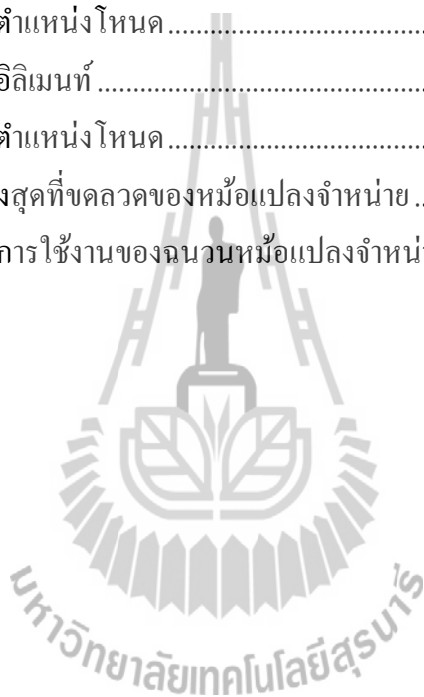 ตำแหน่งโหนด
อิลิเมนท์
ตำแหน่งโหนด
งสุดที่ขดลวดของหม้อแปลงจำหน่าย
การใช้งานของฉนวนหม้อแปลงจำหน่
มหาวิทยาลัยเทคโนโลยีสุรนารี